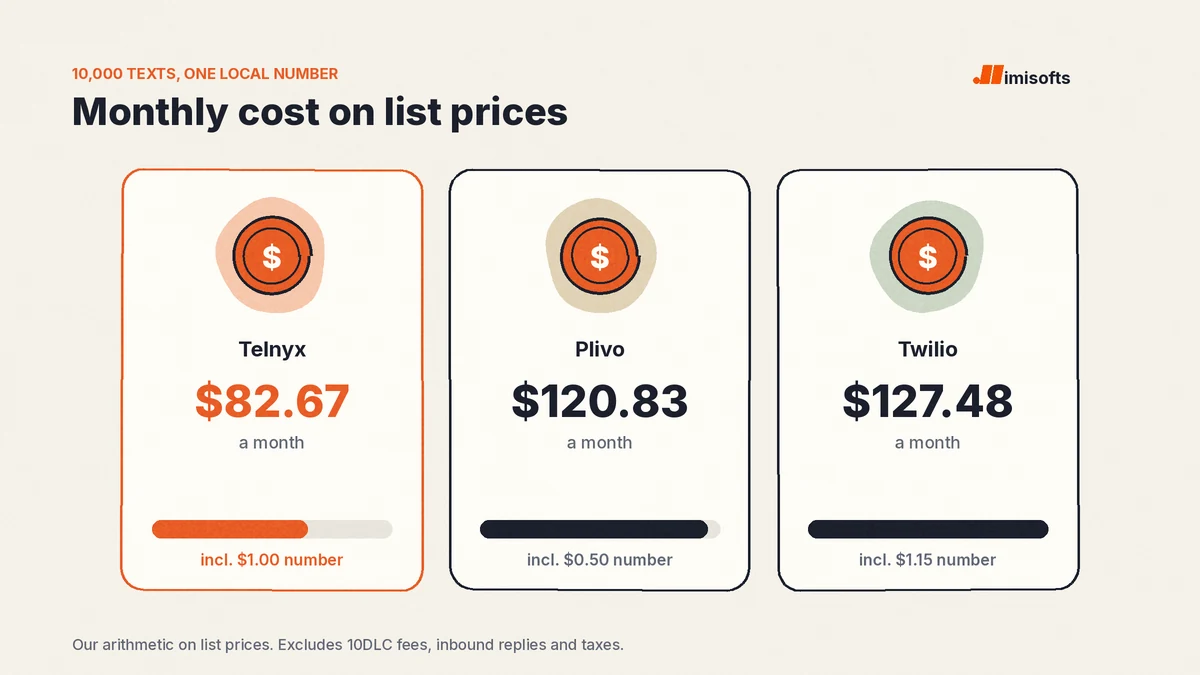 10,000 TEXTS, ONE LOCAL NUMBER
Monthly cost on list prices
imisofts
$
Telnyx
$82.67
a month
incl. $1.00 number
$
Plivo
$120.83
a month
incl. $0.50 number
$
Twilio
$127.48
a month
incl. $1.15 number
Our arithmetic on list prices. Excludes 10DLC fees, inbound replies and taxes.